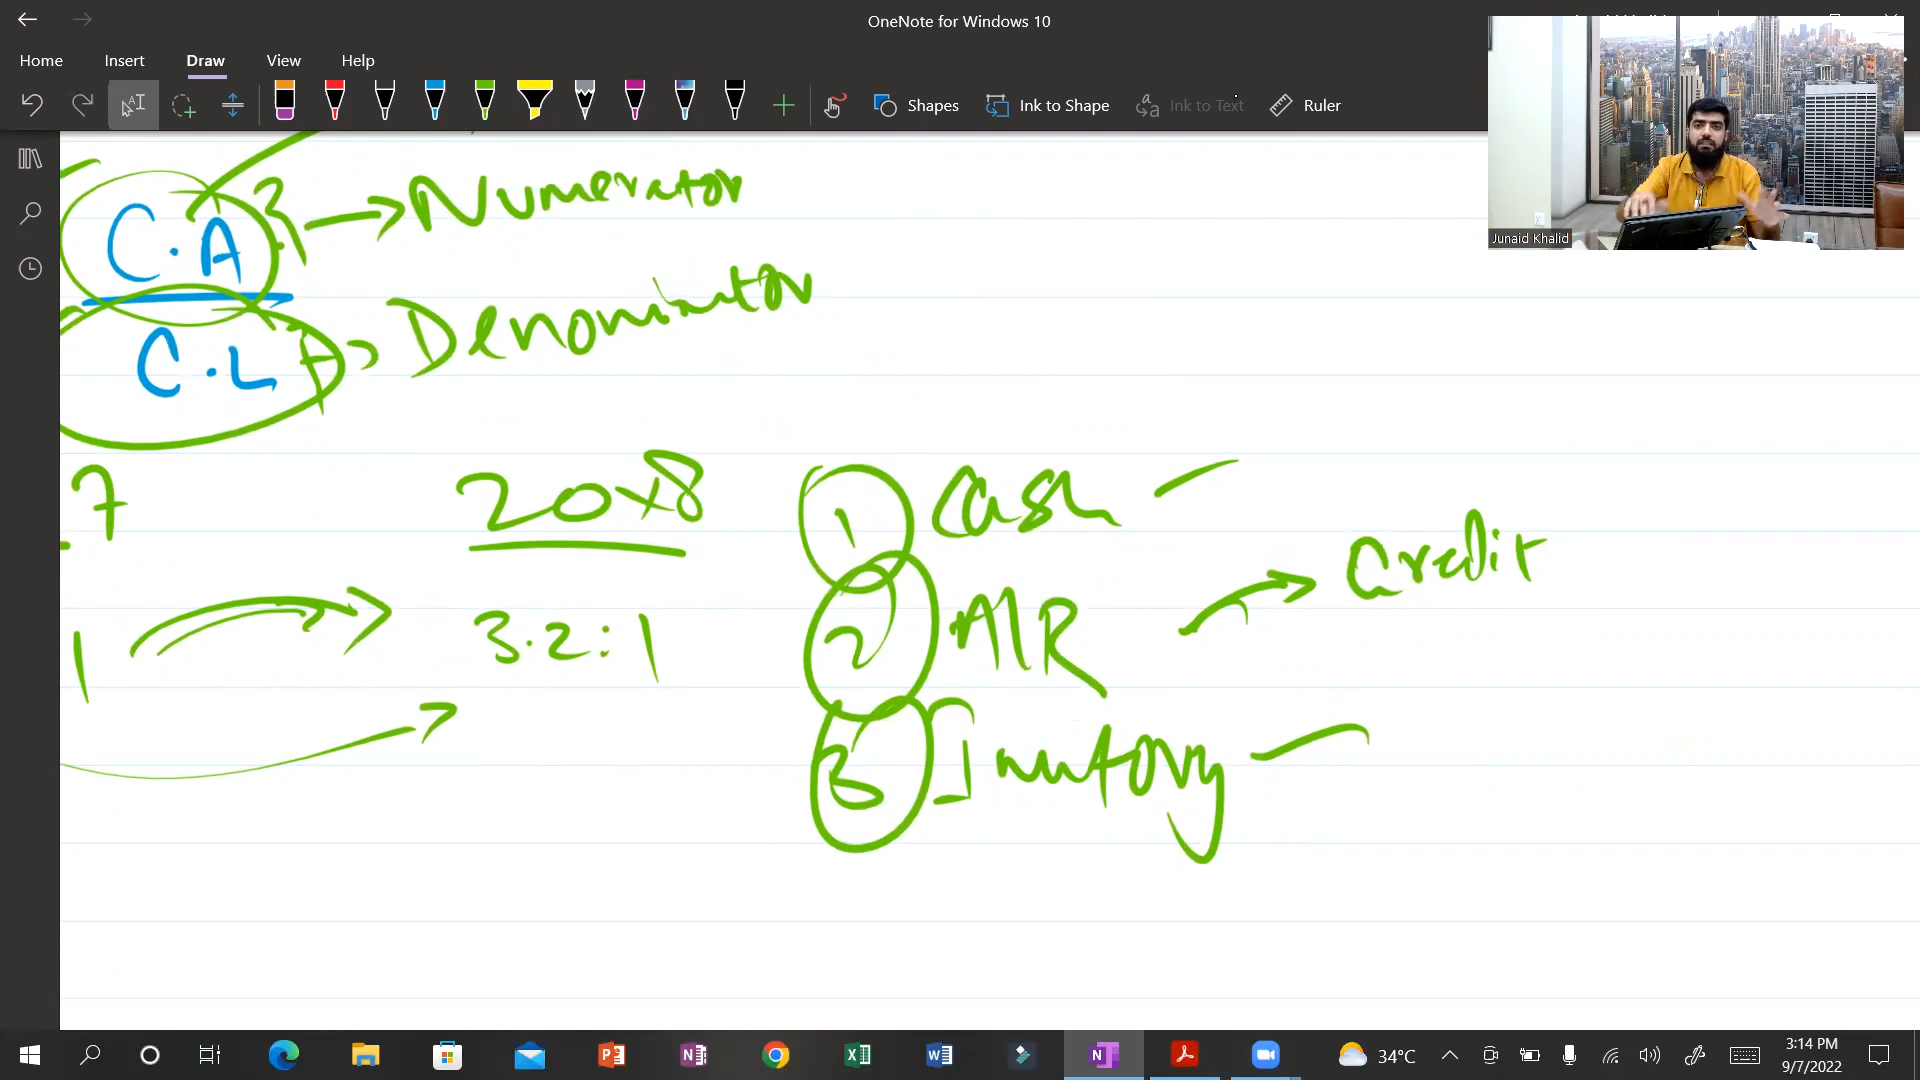 OneNote for Windows 10
Home Insert Draw View Help
Shapes Ink to Shape Ink to Text Ruler
Junaid Khalid
C.A → Numerator
C.L → Denominator
7
20x8
1
3.2:1
1 Cash
2 A/R → Credit
3 Inventory
34°C
3:14 PM
9/7/2022